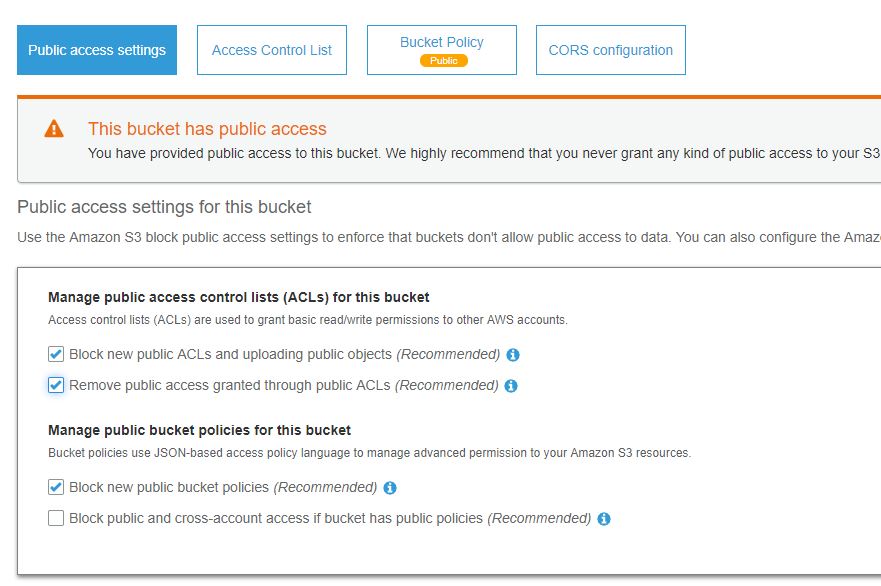 Public access settings
Access Control List
Bucket Policy
Public
CORS configuration
This bucket has public access
You have provided public access to this bucket. We highly recommend that you never grant any kind of public access to your S3
Public access settings for this bucket
Use the Amazon S3 block public access settings to enforce that buckets don't allow public access to data. You can also configure the Amaz
Manage public access control lists (ACLs) for this bucket
Access control lists (ACLs) are used to grant basic read/write permissions to other AWS accounts.
Block new public ACLs and uploading public objects (Recommended)
Remove public access granted through public ACLs (Recommended)
Manage public bucket policies for this bucket
Bucket policies use JSON-based access policy language to manage advanced permission to your Amazon S3 resources.
Block new public bucket policies (Recommended)
Block public and cross-account access if bucket has public policies (Recommended)